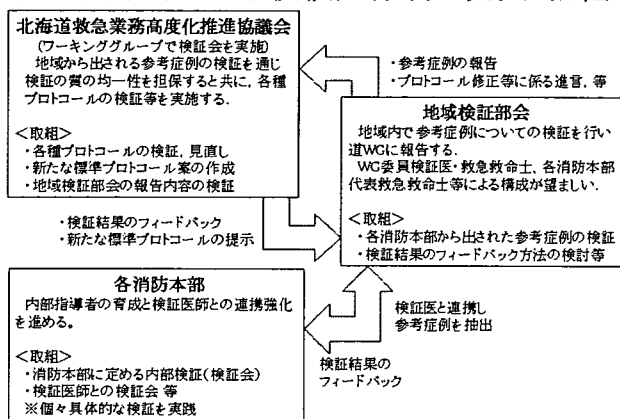 北海道救急業務高度化推進協議会
(ワーキンググループで検証会を実施)
地域から出される参考症例の検証を通じ
検証の質の均一性を担保すると共に、各種
プロトコールの検証等を実施する．
＜取組＞
・各種プロトコールの検証，見直し
・新たな標準プロトコール案の作成
・地域検証部会の報告内容の検証
・参考症例の報告
・プロトコール修正等に係る進言，等
地域検証部会
地域内で参考症例についての検証を行い
道WGに報告する．
WG委員検証医・救急救命士、各消防本部
代表救急救命士等による構成が望ましい．
＜取組＞
・各消防本部から出された参考症例の検証
・検証結果のフィードバック方法の検討等
・検証結果のフィードバック
・新たな標準プロトコールの提示
各消防本部
内部指導者の育成と検証医師との連携強化
を進める。
＜取組＞
・消防本部に定める内部検証(検証会)
・検証医師との検証会 等
※個々具体的な検証を実践
検証医と連携し
参考症例を抽出
検証結果の
フィードバック